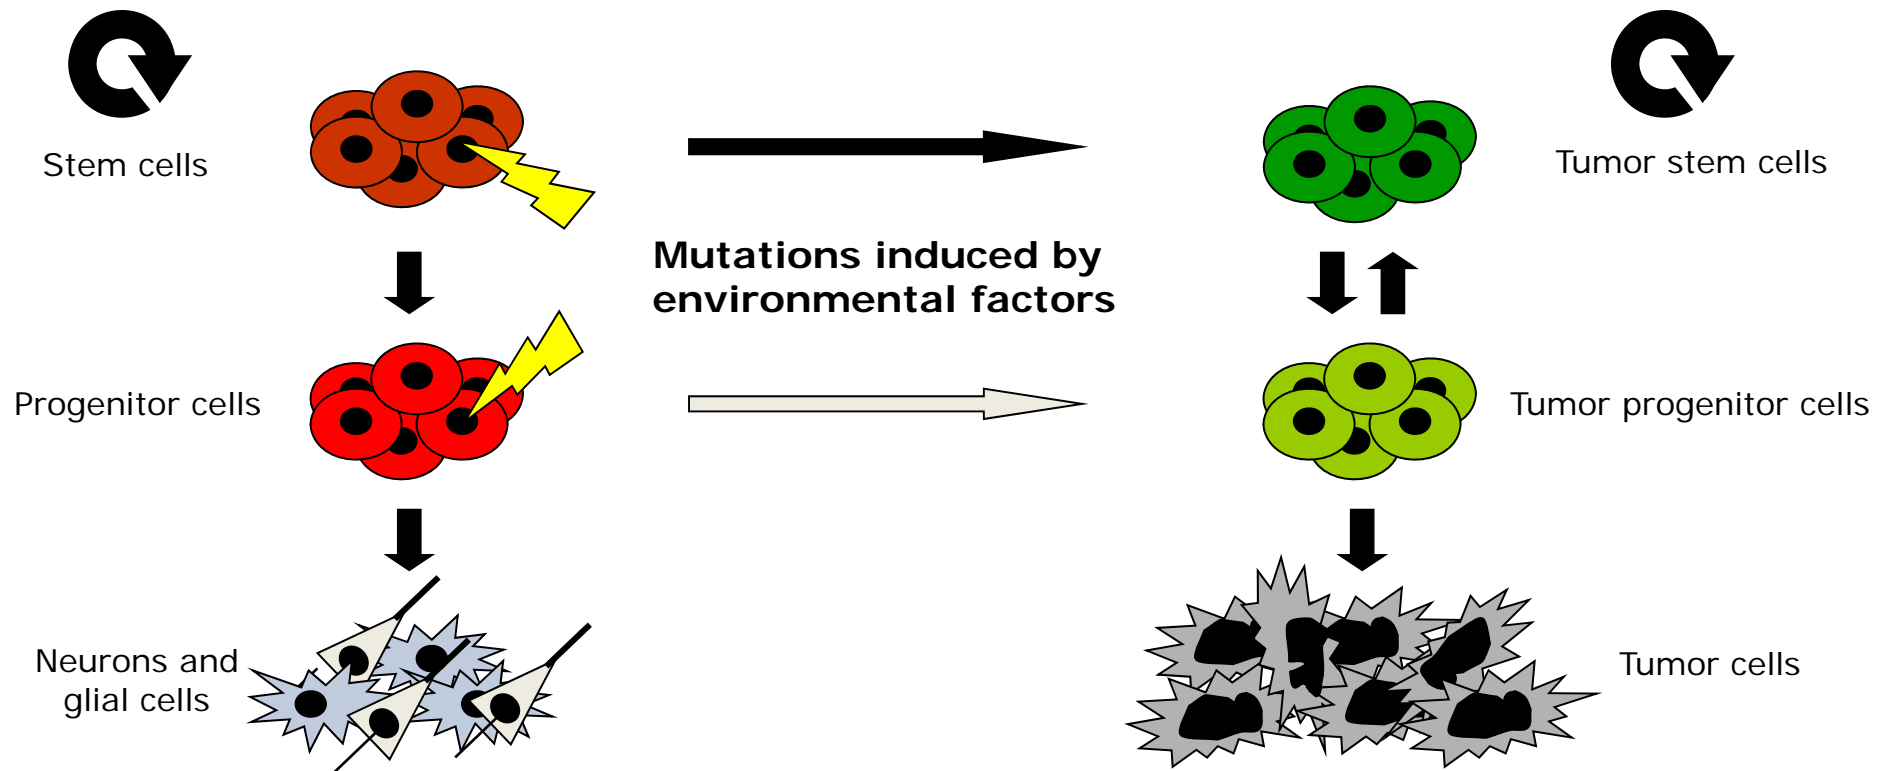 Stem cells
Tumor stem cells
Mutations induced by
environmental factors
Progenitor cells
Tumor progenitor cells
Neurons and
glial cells
Tumor cells